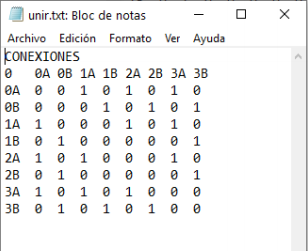 unir.txt: Bloc de notas
Archivo Edición Formato Ver Ayuda
CONEXIONES
0 0A 0B 1A 1B 2A 2B 3A 3B
0A 0 0 1 0 1 0 1 0
0B 0 0 0 1 0 1 0 1
1A 1 0 0 0 1 0 1 0
1B 0 1 0 0 0 0 0 1
2A 1 0 1 0 0 0 1 0
2B 0 1 0 0 0 0 0 1
3A 1 0 1 0 1 0 0 0
3B 0 1 0 1 0 1 0 0